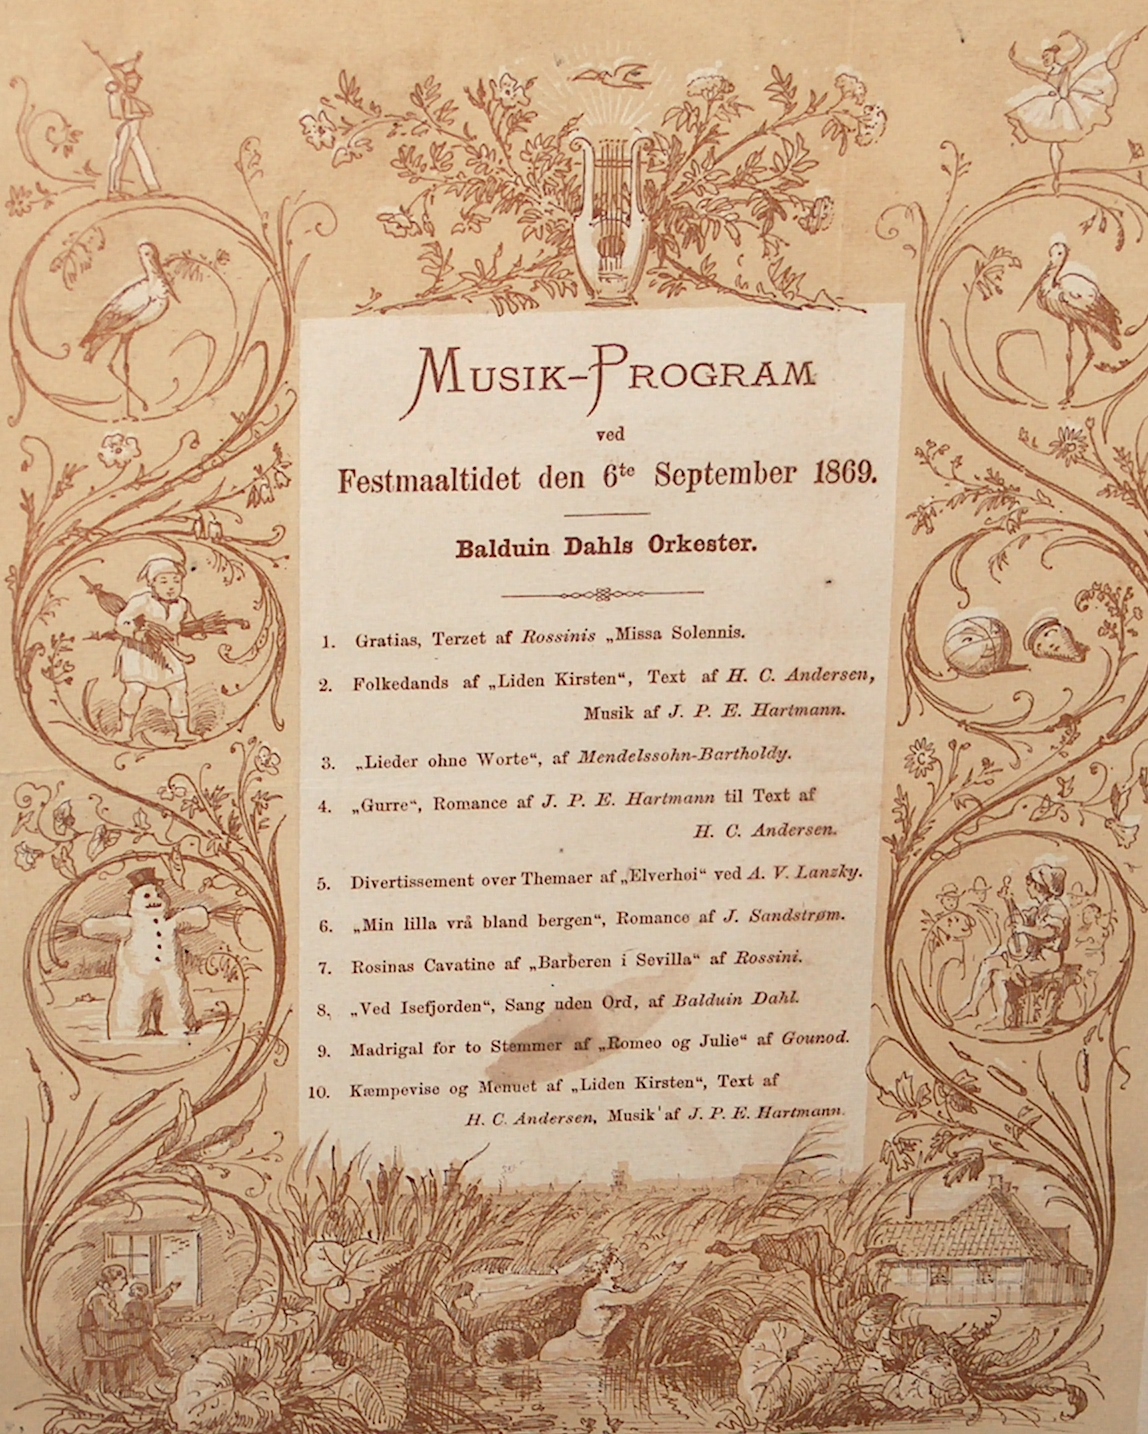 MUSIK-PROGRAM
ved
Festmaaltidet den 6te September 1869.
Balduin Dahls Orkester.
1. Gratias, Terzet af Rossinis „Missa Solennis.
2. Folkedands af „Liden Kirsten“, Text af H. C. Andersen,
Musik af J. P. E. Hartmann.
3. „Lieder ohne Worte“, af Mendelssohn-Bartholdy.
4. „Gurre“, Romance af J. P. E. Hartmann til Text af
H. C. Andersen.
5. Divertissement over Themaer af „Elverhøi“ ved A. V. Lanzky.
6. „Min lilla vrå bland bergen“, Romance af J. Sandstrøm.
7. Rosinas Cavatine af „Barberen i Sevilla“ af Rossini.
8. „Ved Isefjorden“, Sang uden Ord, af Balduin Dahl.
9. Madrigal for to Stemmer af „Romeo og Julie“ af Gounod.
10. Kæmpevise og Menuet af „Liden Kirsten“, Text af
H. C. Andersen, Musik af J. P. E. Hartmann.